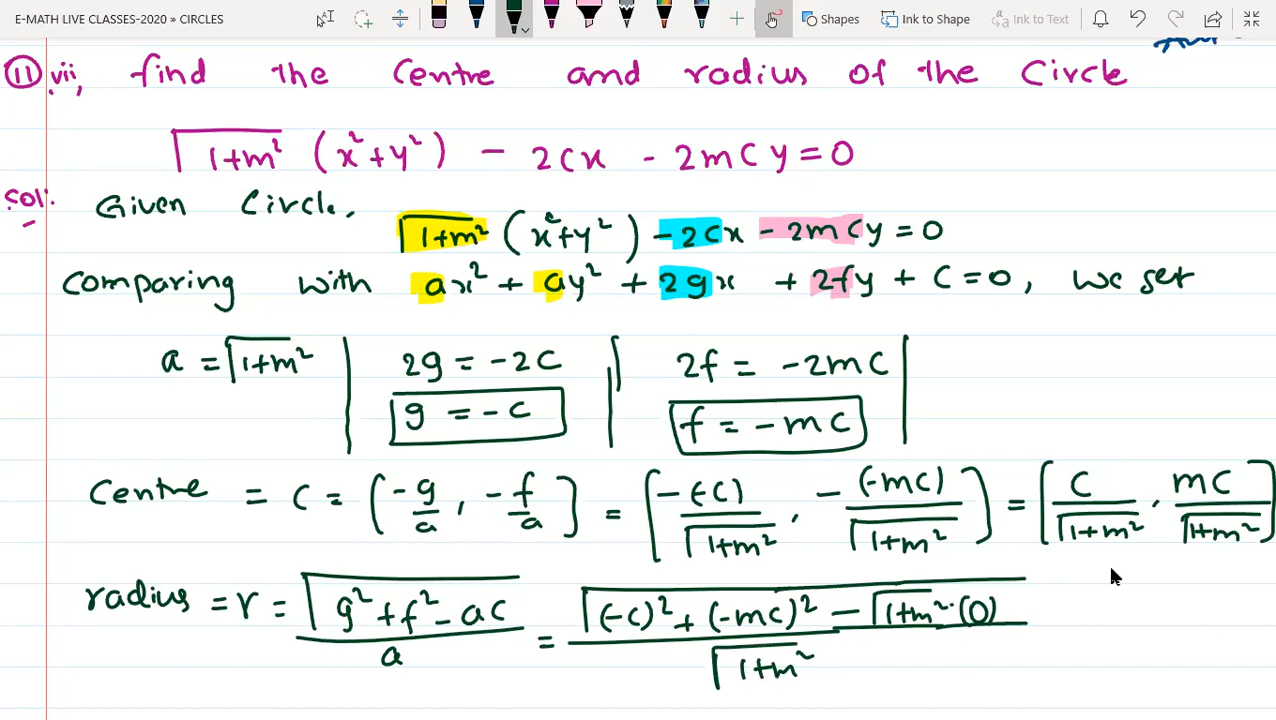 E-MATH LIVE CLASSES-2020 » CIRCLES
Shapes Ink to Shape Ink to Text
11 vii, find the Centre and radius of the Circle
√(1+m²) (x²+y²) - 2cx - 2mcy = 0
Sol: Given Circle.
√(1+m²) (x²+y²) - 2cx - 2mcy = 0
Comparing with ax² + ay² + 2gx + 2fy + c = 0, we get
a = √(1+m²) | 2g = -2c | 2f = -2mc |
g = -c f = -mc
Centre = C = (-g/a, -f/a] = [-(-c)/√(1+m²), -(-mc)/√(1+m²)) = [c/√(1+m²), mc/√(1+m²)]
radius = r = √(g²+f²-ac)/a = √((-c)²+(-mc)²-√(1+m²)·(0))/√(1+m²)